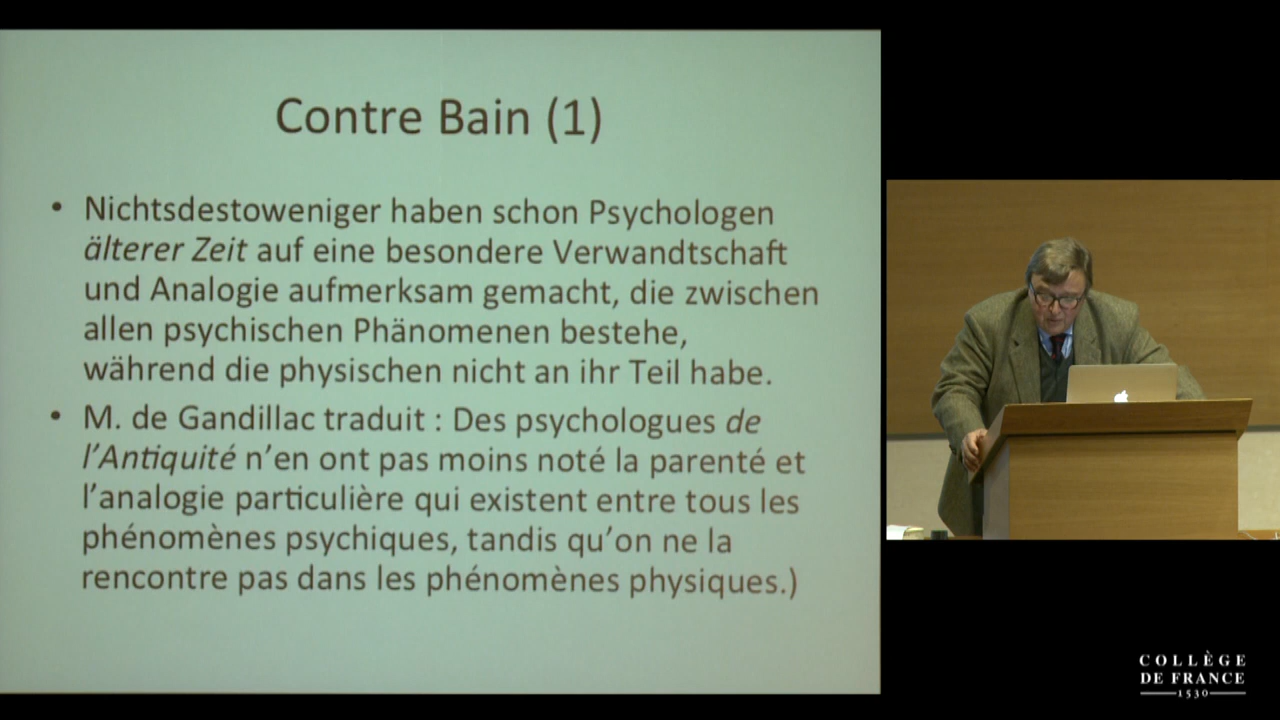 Contre Bain (1)
• Nichtsdestoweniger haben schon Psychologen
älterer Zeit auf eine besondere Verwandtschaft
und Analogie aufmerksam gemacht, die zwischen
allen psychischen Phänomenen bestehe,
während die physischen nicht an ihr Teil habe.
• M. de Gandillac traduit : Des psychologues de
l’Antiquité n’en ont pas moins noté la parenté et
l’analogie particulière qui existent entre tous les
phénomènes psychiques, tandis qu’on ne la
rencontre pas dans les phénomènes physiques.)
COLLÈGE
DE FRANCE
1530